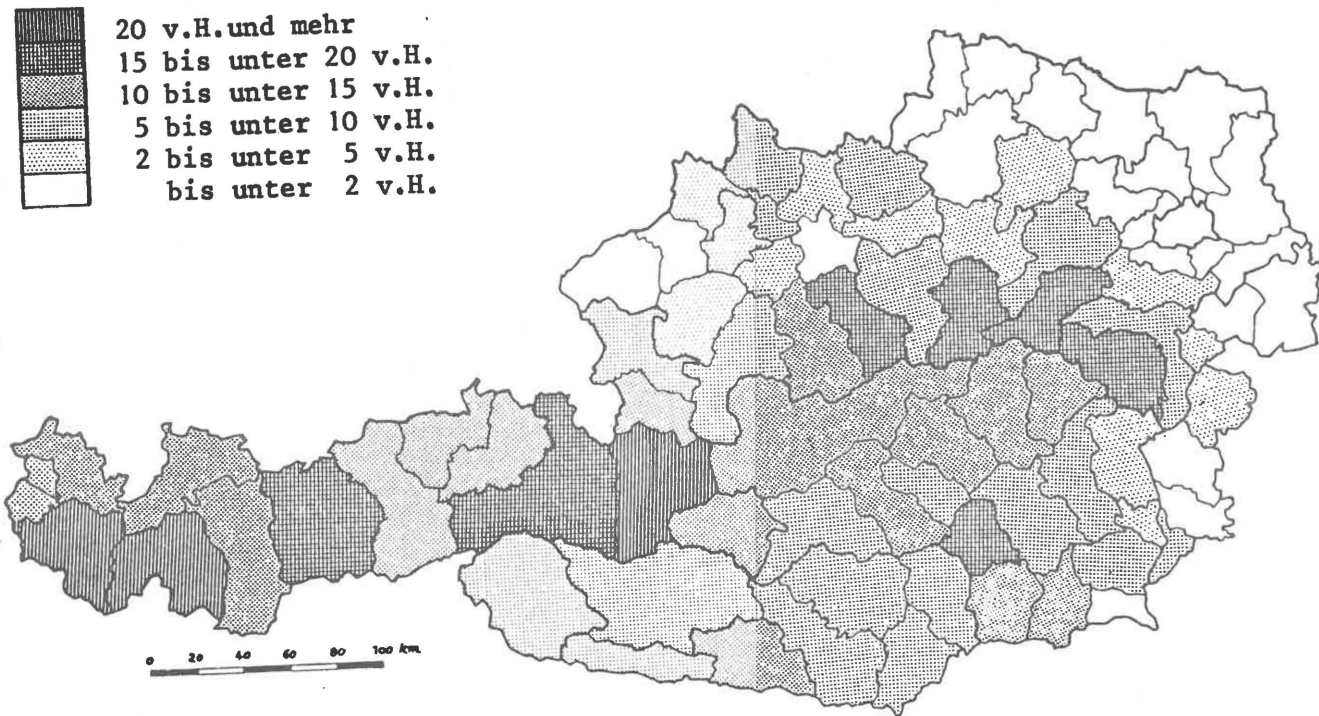 20 v.H.und mehr
15 bis unter 20 v.H.
10 bis unter 15 v.H.
5 bis unter 10 v.H.
2 bis unter 5 v.H.
bis unter 2 v.H.
0 20 40 60 80 100 km.